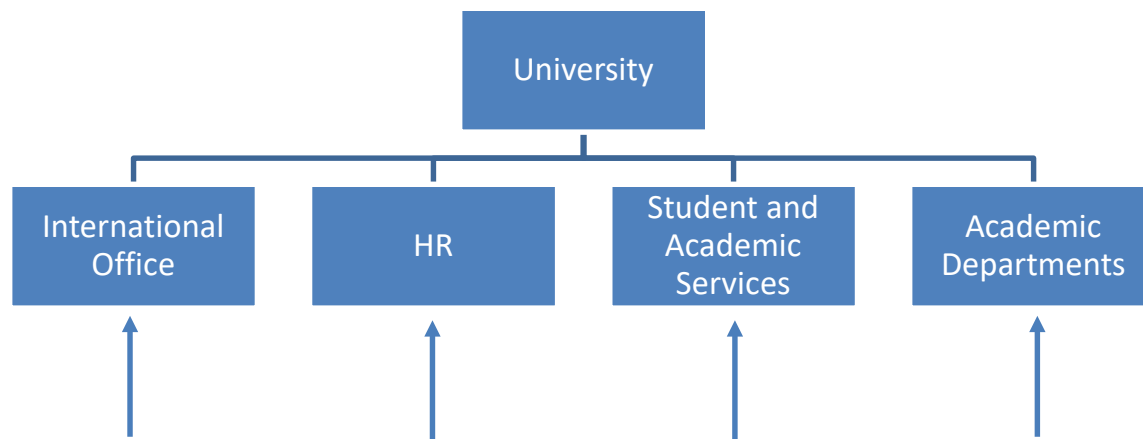 University
International
Office
HR
Student and
Academic
Services
Academic
Departments